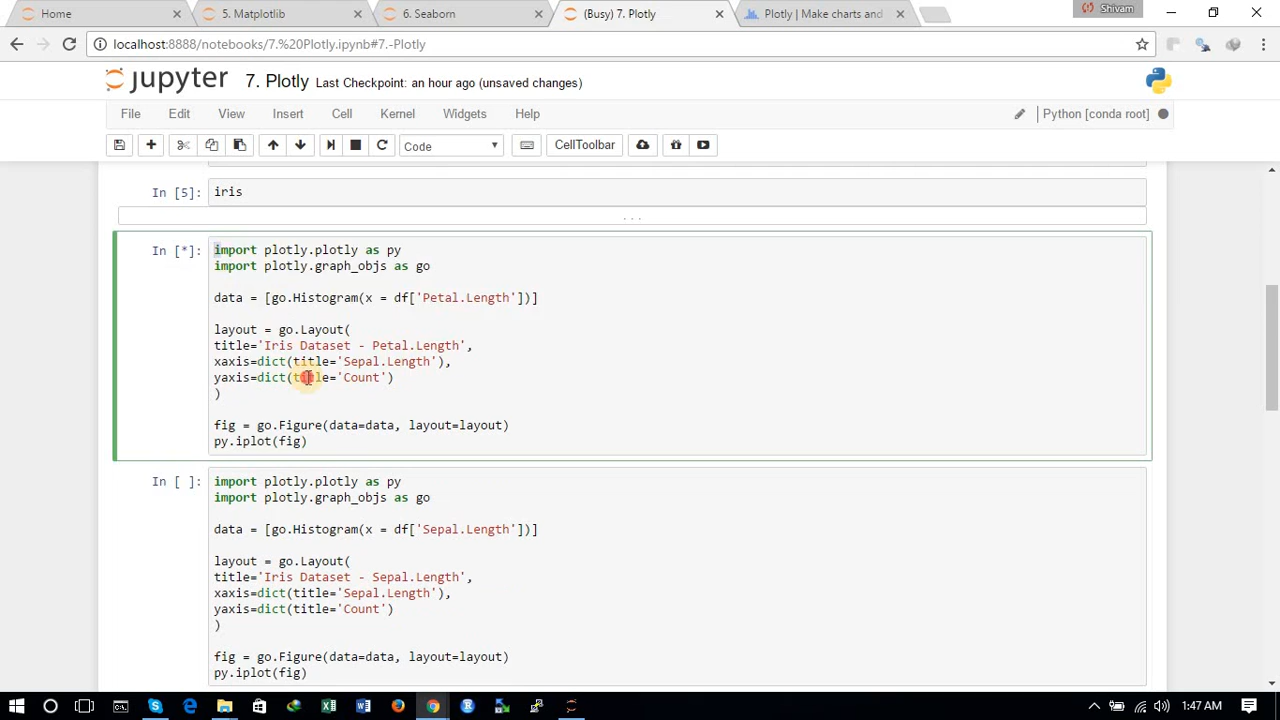 Home
5. Matplotlib
6. Seaborn
(Busy) 7. Plotly
Plotly | Make charts and
Shivam
localhost:8888/notebooks/7.%20Plotly.ipynb#7.-Plotly
jupyter 7. Plotly Last Checkpoint: an hour ago (unsaved changes)
File Edit View Insert Cell Kernel Widgets Help
Python [conda root]
Code
CellToolbar
In [5]: iris
...
In [*]: import plotly.plotly as py
import plotly.graph_objs as go
data = [go.Histogram(x = df['Petal.Length'])]
layout = go.Layout(
title='Iris Dataset - Petal.Length',
xaxis=dict(title='Sepal.Length'),
yaxis=dict(title='Count')
)
fig = go.Figure(data=data, layout=layout)
py.iplot(fig)
In [ ]: import plotly.plotly as py
import plotly.graph_objs as go
data = [go.Histogram(x = df['Sepal.Length'])]
layout = go.Layout(
title='Iris Dataset - Sepal.Length',
xaxis=dict(title='Sepal.Length'),
yaxis=dict(title='Count')
)
fig = go.Figure(data=data, layout=layout)
py.iplot(fig)
1:47 AM